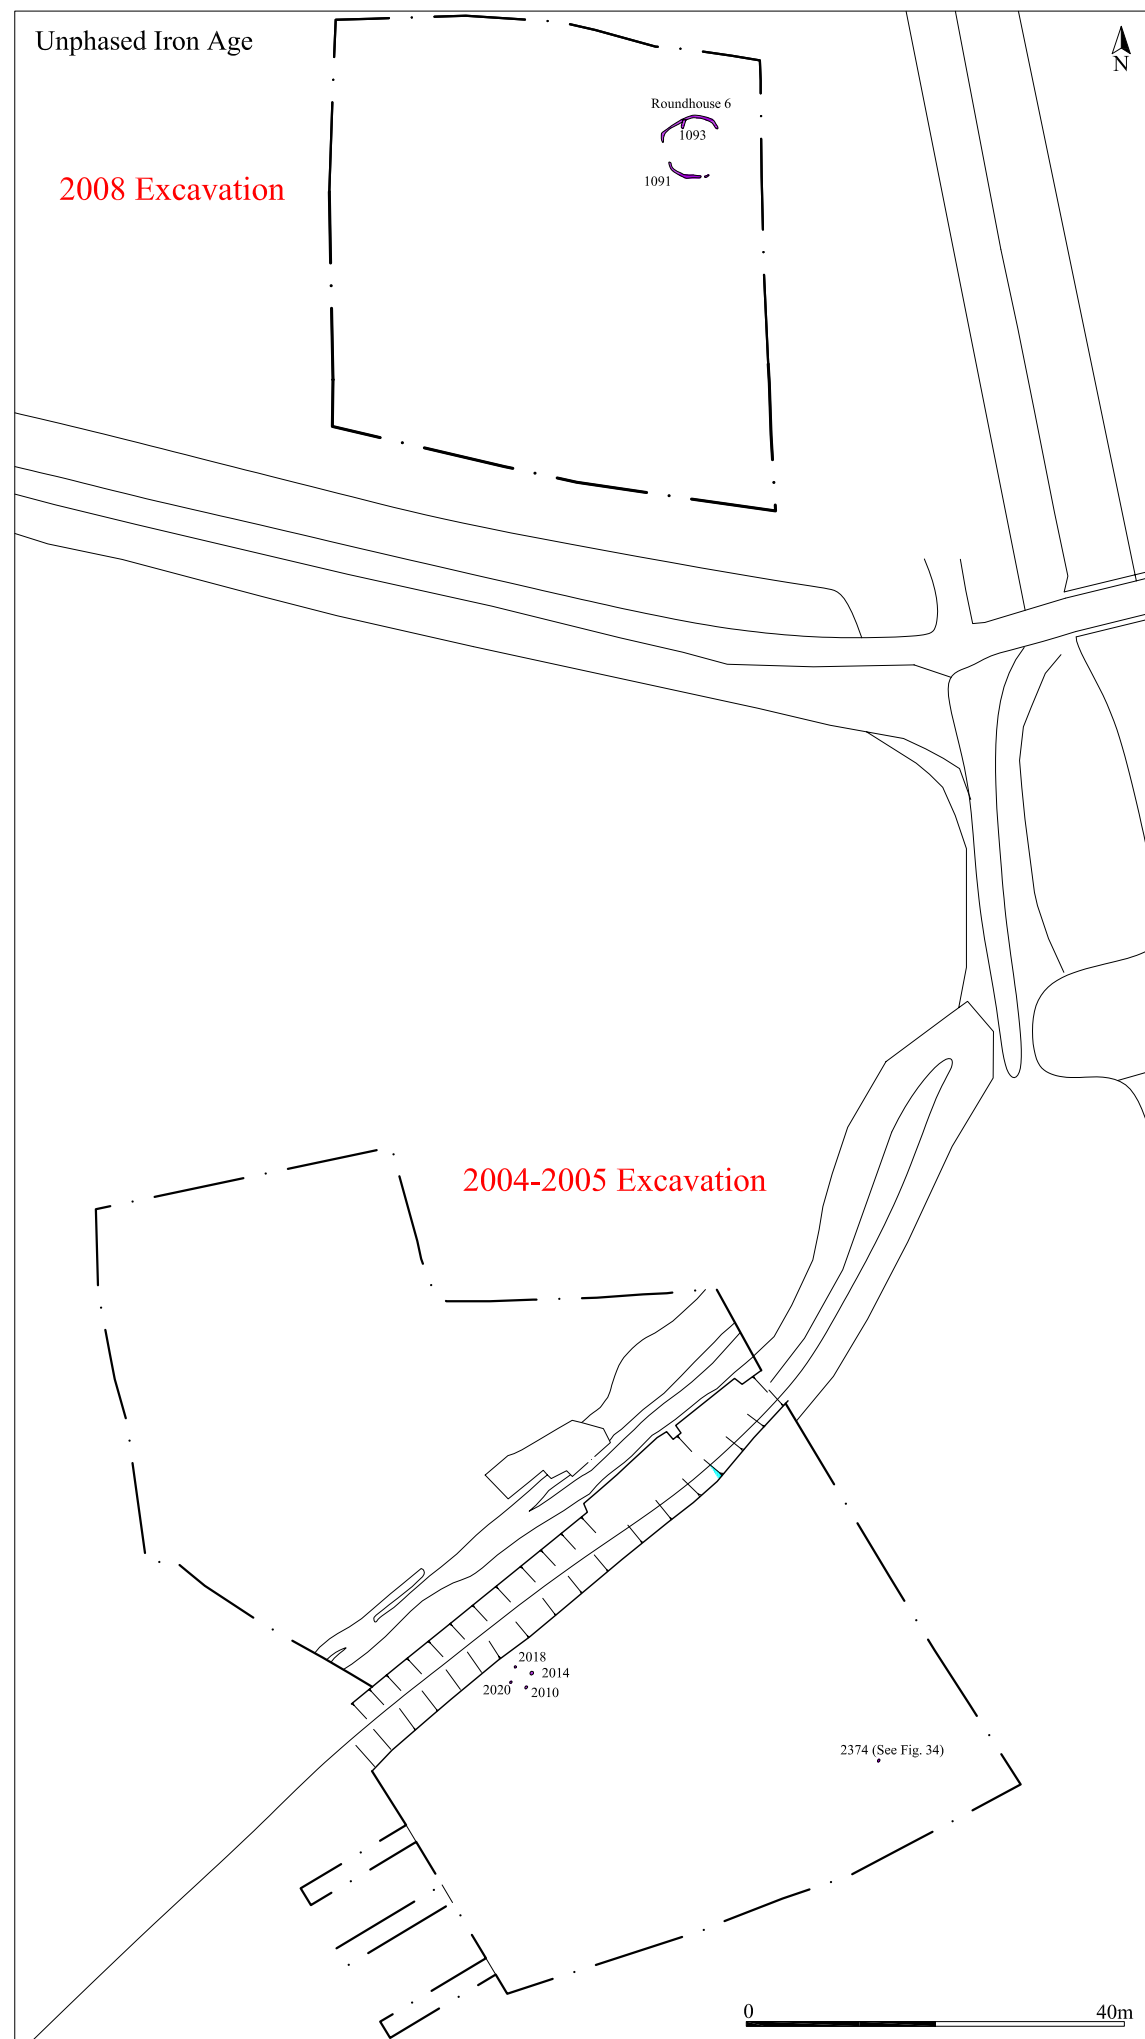 Unphased Iron Age
N
Roundhouse 6
1093
2008 Excavation
1091
2004-2005 Excavation
2018
2014
2020
2010
2374 (See Fig. 34)
0
40m